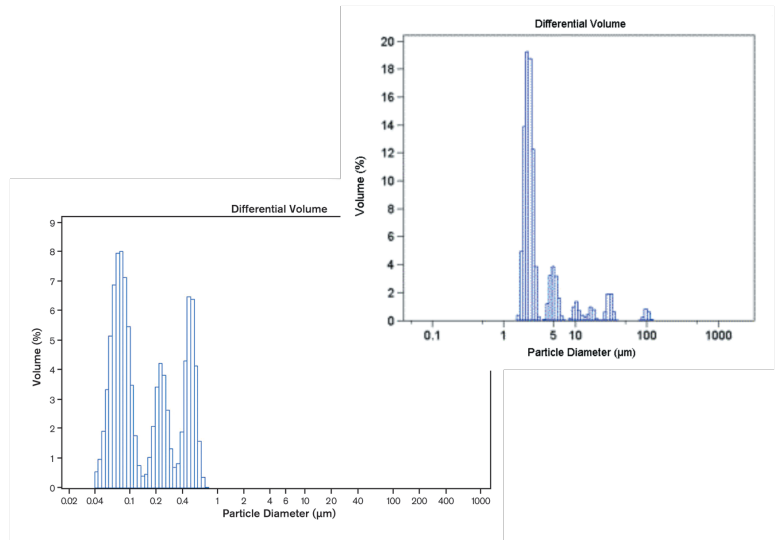 Differential Volume
20
18
16
14
12
10
8
6
4
2
0
Volume (%)
0.1 1 5 10 100 1000
Particle Diameter (µm)
Differential Volume
9
8
7
6
5
4
3
2
1
0
Volume (%)
0.02 0.04 0.1 0.2 0.4 1 2 4 6 10 20 40 100 200 400 1000
Particle Diameter (µm)